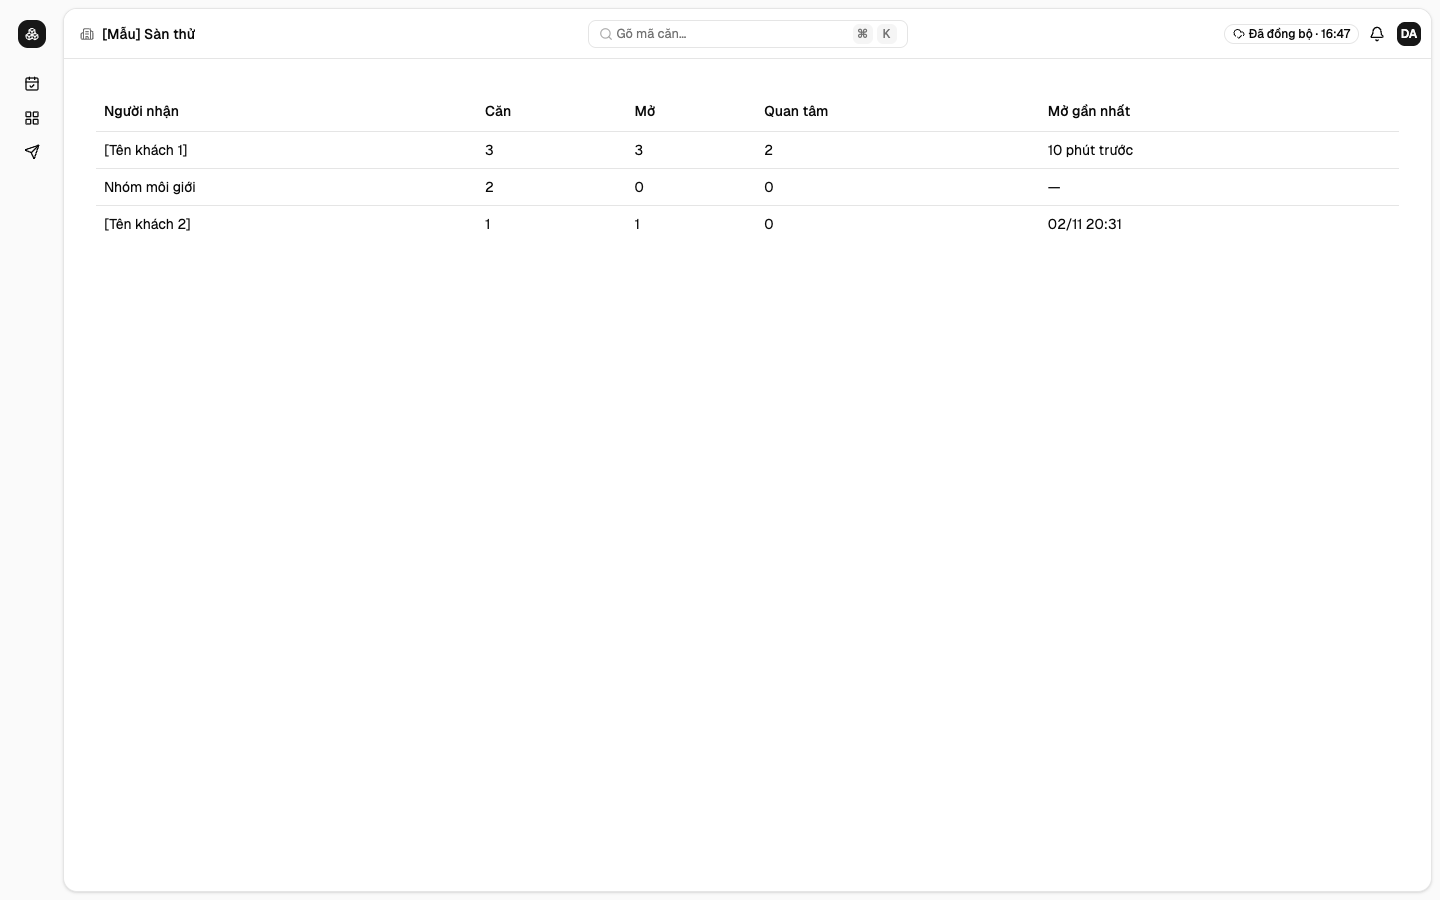 [Mẫu] Sàn thử
Gõ mã căn...
⌘ K
Đã đồng bộ · 16:47
DA
Người nhận Căn Mở Quan tâm Mở gần nhất
[Tên khách 1] 3 3 2 10 phút trước
Nhóm môi giới 2 0 0 —
[Tên khách 2] 1 1 0 02/11 20:31